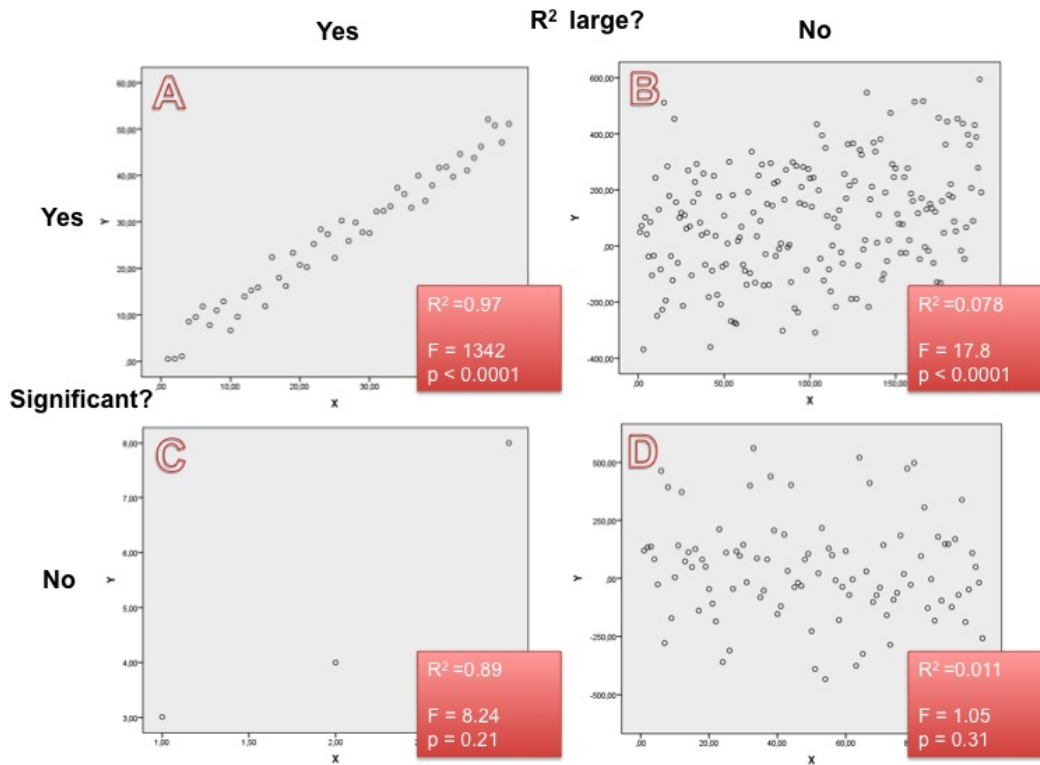 R² large?
Yes
No
Significant?
Yes
A
60,00
50,00
40,00
30,00
20,00
10,00
,00
Y
,00
10,00
20,00
30,00
X
R² =0.97
F = 1342
p < 0.0001
B
600,00
400,00
200,00
,00
-200,00
-400,00
Y
,00
50,00
100,00
150,00
X
R² =0.078
F = 17.8
p < 0.0001
No
C
8,00
7,00
6,00
5,00
4,00
3,00
Y
1,00
1,50
2,00
X
R² =0.89
F = 8.24
p = 0.21
D
500,00
250,00
,00
-250,00
-500,00
Y
,00
20,00
40,00
60,00
X
R² =0.011
F = 1.05
p = 0.31